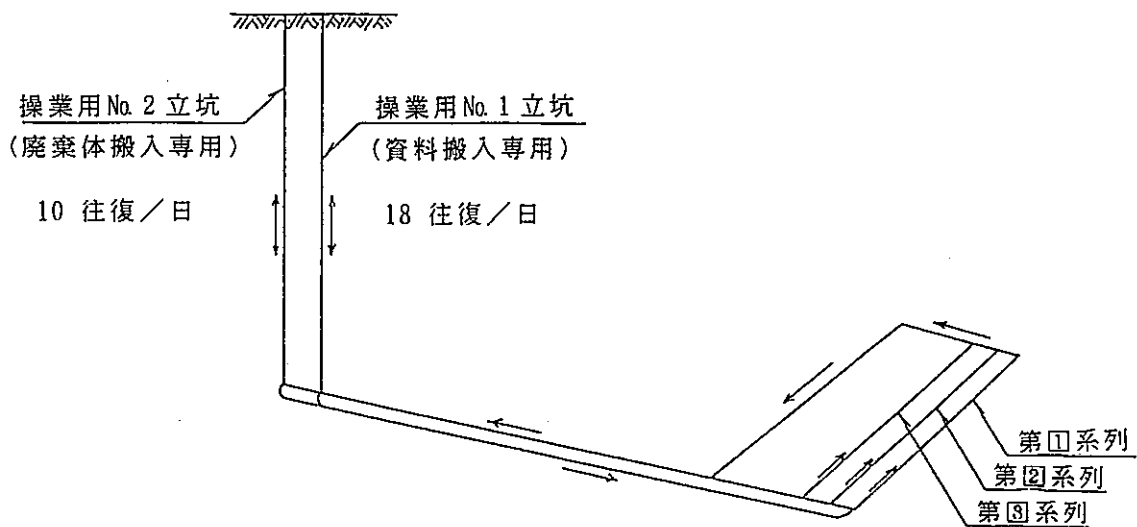 操業用No.2立坑
(廃棄体搬入専用)
10 往復/日
操業用No.1立坑
(資料搬入専用)
18 往復/日
第1系列
第2系列
第3系列